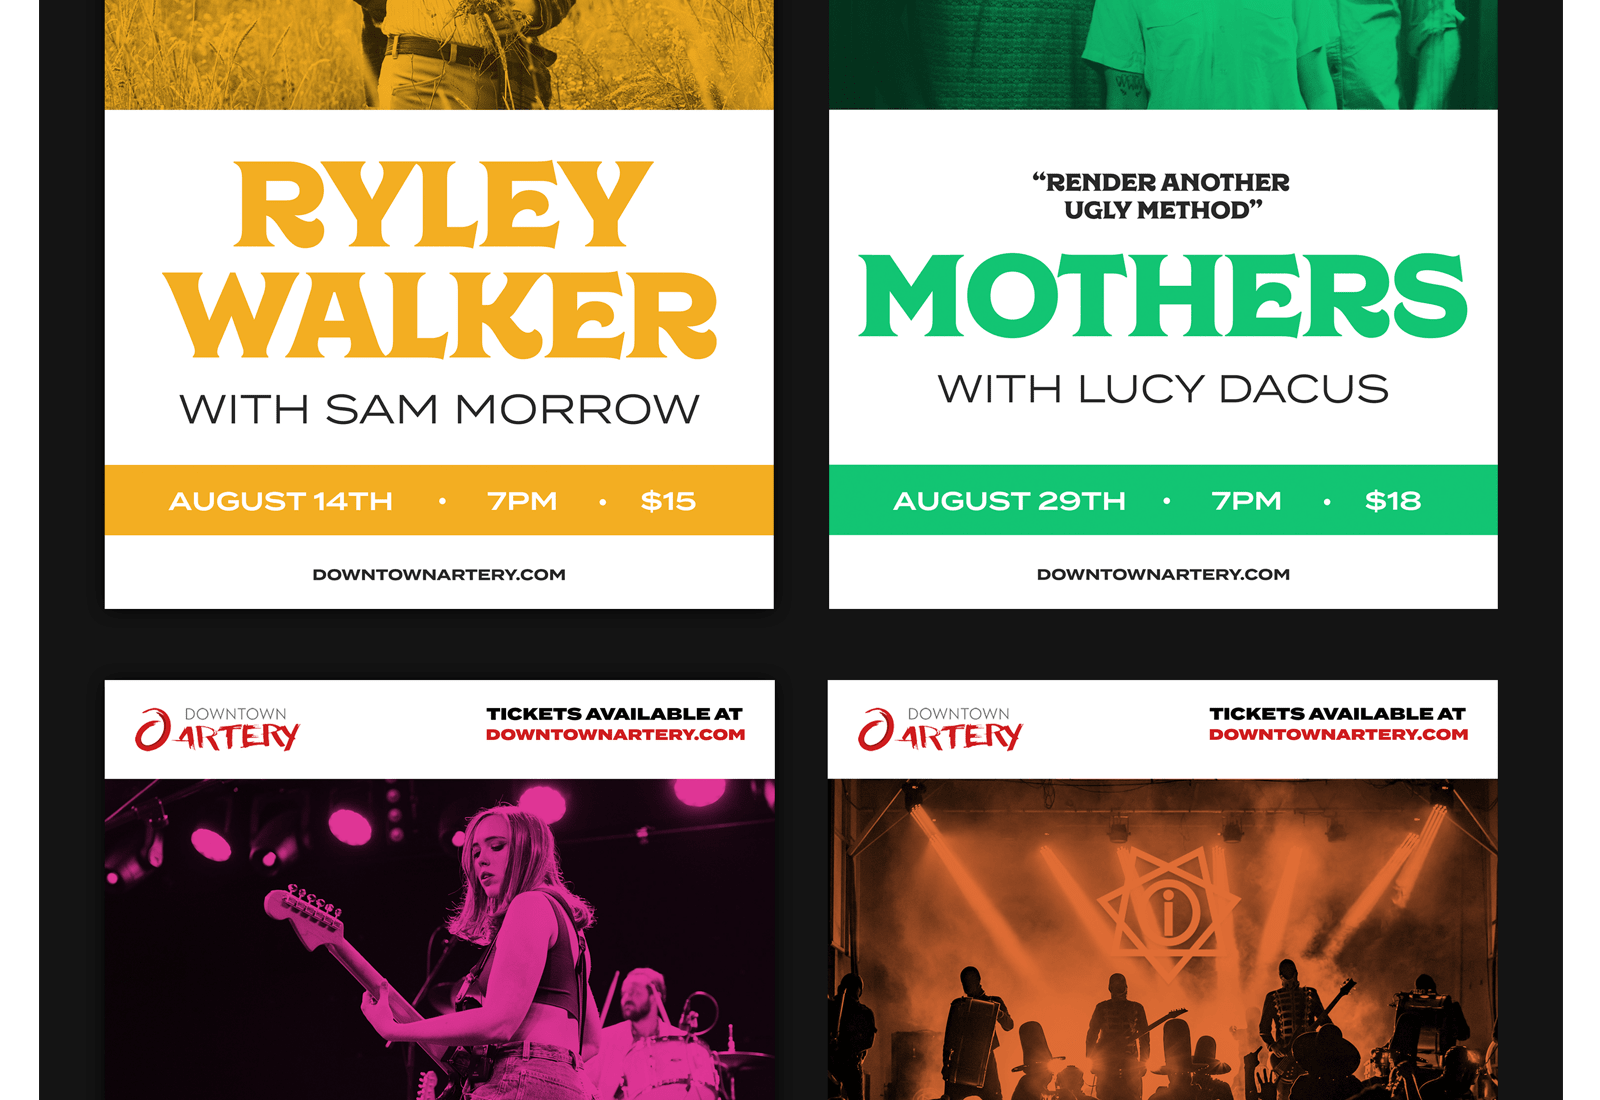 RYLEY
WALKER
WITH SAM MORROW
AUGUST 14TH • 7PM • $15
DOWNTOWNARTERY.COM
“RENDER ANOTHER
UGLY METHOD”
MOTHERS
WITH LUCY DACUS
AUGUST 29TH • 7PM • $18
DOWNTOWNARTERY.COM
DOWNTOWN
ARTERY
TICKETS AVAILABLE AT
DOWNTOWNARTERY.COM
DOWNTOWN
ARTERY
TICKETS AVAILABLE AT
DOWNTOWNARTERY.COM
i